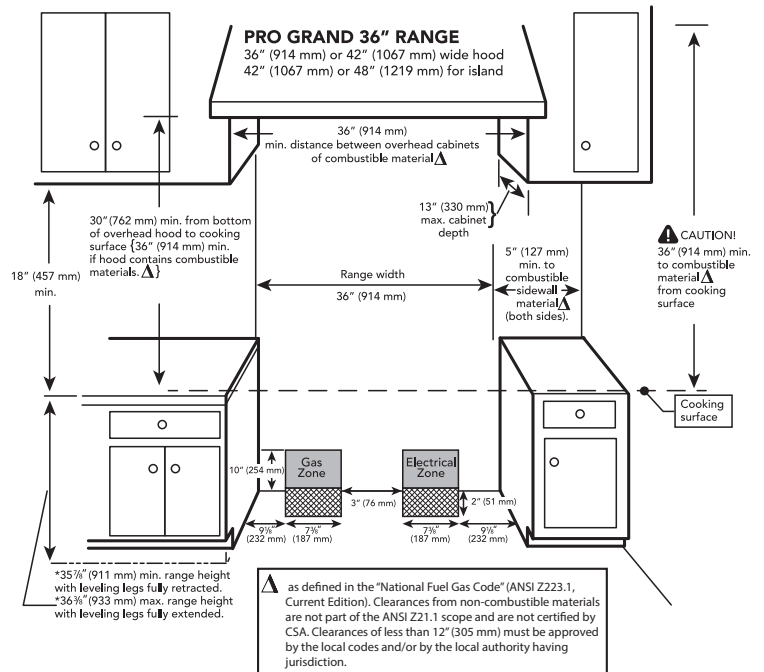 PRO GRAND 36” RANGE
36” (914 mm) or 42” (1067 mm) wide hood
42” (1067 mm) or 48” (1219 mm) for island
36” (914 mm)
min. distance between overhead cabinets
of combustible material Δ
30” (762 mm) min. from bottom
of overhead hood to cooking
surface {36” (914 mm) min.
if hood contains combustible
materials. Δ}
13” (330 mm)
max. cabinet
depth
}
18” (457 mm)
min.
Range width
36” (914 mm)
5” (127 mm)
min. to
combustible
sidewall
material Δ
(both sides).
CAUTION!
36” (914 mm) min.
to combustible
material Δ
from cooking
surface
Cooking
surface
10” (254 mm)
Gas
Zone
Electrical
Zone
3” (76 mm)
2” (51 mm)
9⅛”
(232 mm)
7⅜”
(187 mm)
7⅜”
(187 mm)
9⅛”
(232 mm)
*35⅞” (911 mm) min. range height
with leveling legs fully retracted.
*36¾” (933 mm) max. range height
with leveling legs fully extended.
Δ as defined in the “National Fuel Gas Code” (ANSI Z223.1,
Current Edition). Clearances from non-combustible materials
are not part of the ANSI Z21.1 scope and are not certified by
CSA. Clearances of less than 12” (305 mm) must be approved
by the local codes and/or by the local authority having
jurisdiction.